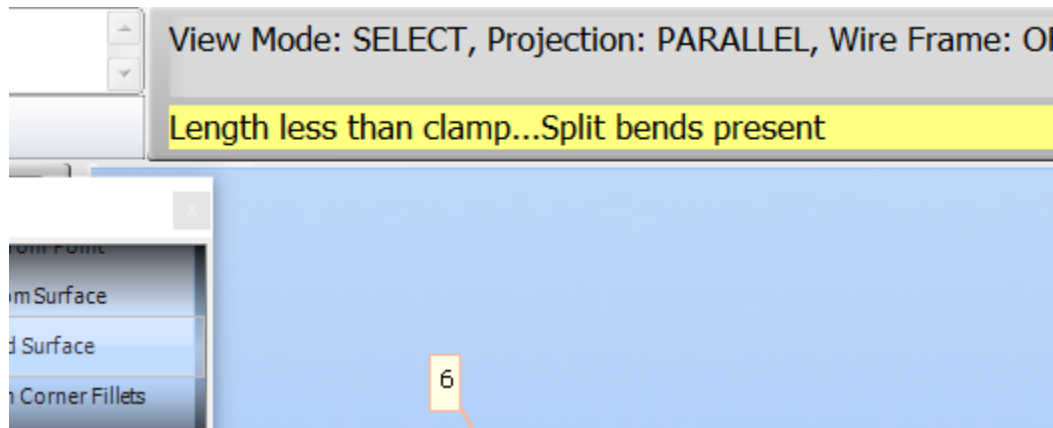 View Mode: SELECT, Projection: PARALLEL, Wire Frame:
Length less than clamp...Split bends present
Point
Surface
Surface
6
Corner Fillets